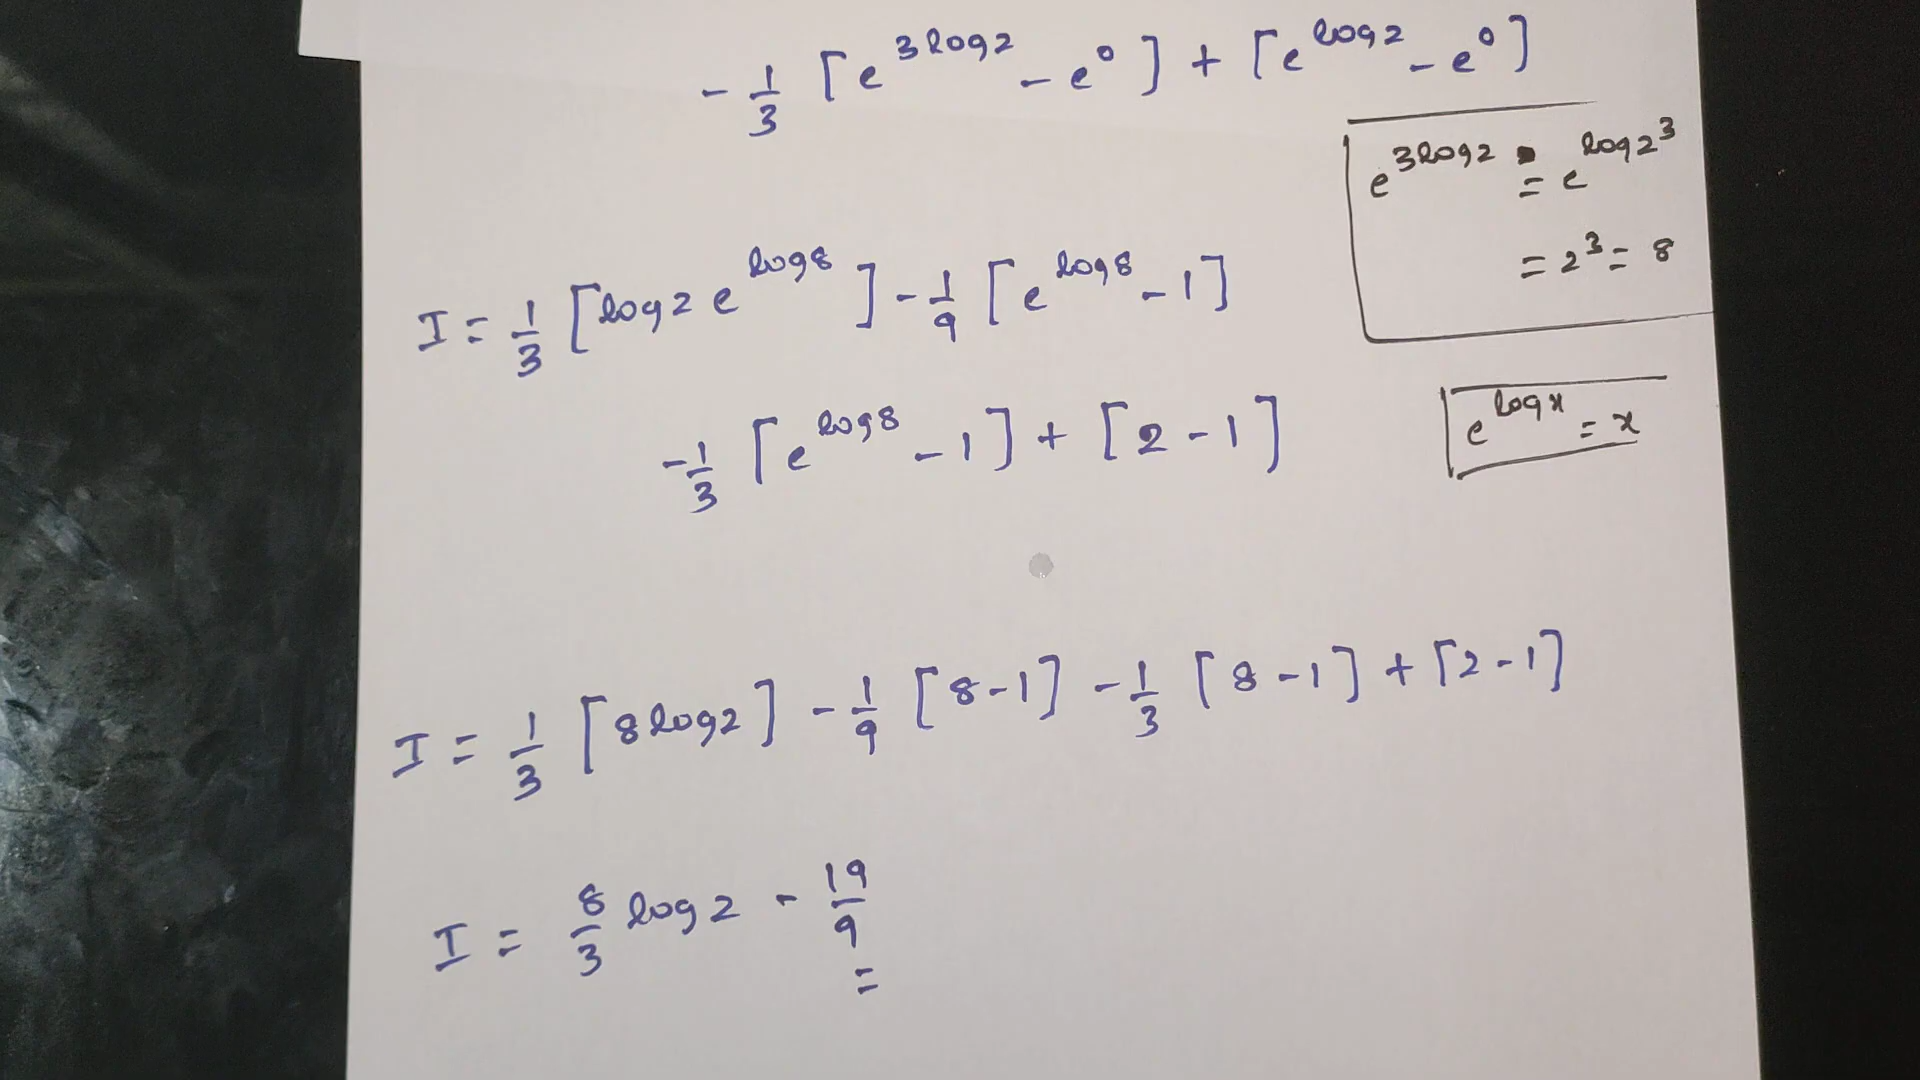 - 1/3 [e^{3log2} - e^0] + [e^{log2} - e^0]
e^{3log2} = e^{log2^3}
= 2^3 = 8
I = 1/3 [log2 e^{log8}] - 1/9 [e^{log8} - 1]
- 1/3 [e^{log8} - 1] + [2 - 1]
e^{logx} = x
I = 1/3 [8log2] - 1/9 [8-1] - 1/3 [8-1] + [2-1]
I = 8/3 log2 - 19/9
=